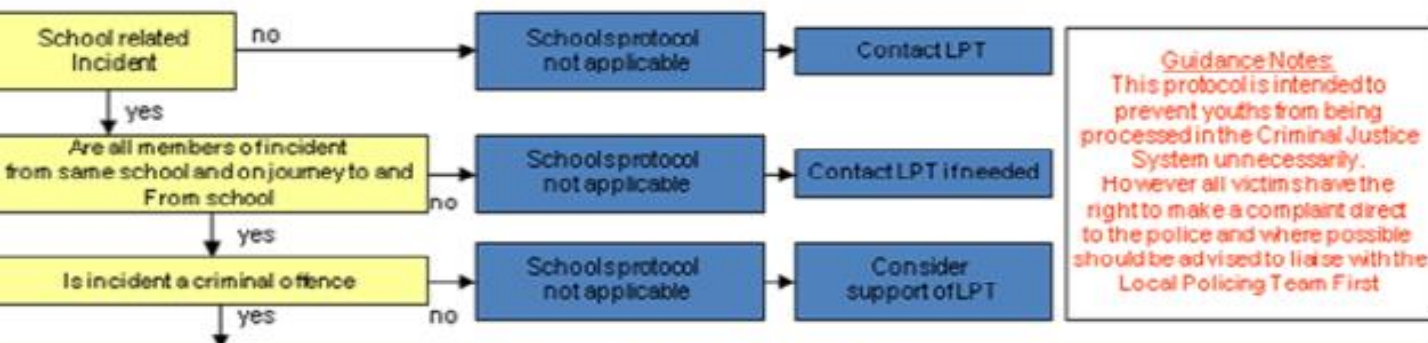 School related
Incident
no
Schools protocol
not applicable
Contact LPT
yes
Are all members of incident
from same school and on journey to and
From school
no
Schools protocol
not applicable
Contact LPT if needed
yes
Is incident a criminal offence
no
Schools protocol
not applicable
Consider
support of LPT
yes
Guidance Notes:
This protocol is intended to
prevent youths from being
processed in the Criminal Justice
System unnecessarily.
However all victims have the
right to make a complaint direct
to the police and where possible
should be advised to liaise with the
Local Policing Team First